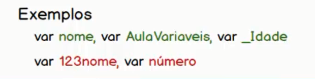 Exemplos
var nome, var AulaVariaveis, var _Idade
var 123nome, var número